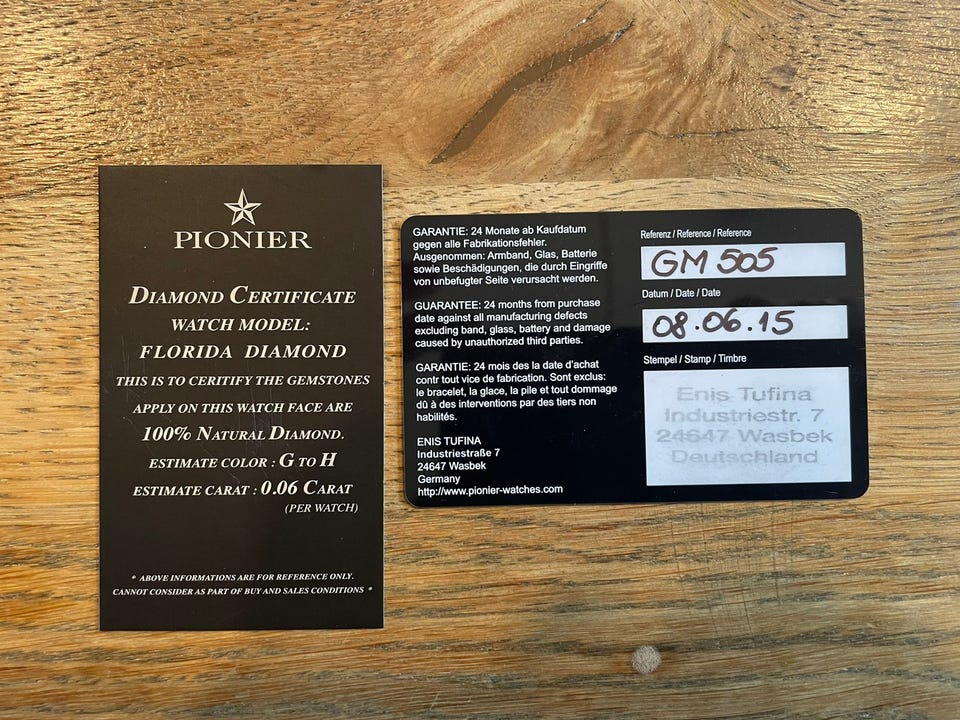 PIONIER
DIAMOND CERTIFICATE
WATCH MODEL:
FLORIDA DIAMOND
THIS IS TO CERITIFY THE GEMSTONES
APPLY ON THIS WATCH FACE ARE
100% NATURAL DIAMOND.
ESTIMATE COLOR : G TO H
ESTIMATE CARAT : 0.06 CARAT
(PER WATCH)
* ABOVE INFORMATIONS ARE FOR REFERENCE ONLY.
CANNOT CONSIDER AS PART OF BUY AND SALES CONDITIONS *
GARANTIE: 24 Monate ab Kaufdatum
gegen alle Fabrikationsfehler.
Ausgenommen: Armband, Glas, Batterie
sowie Beschädigungen, die durch Eingriffe
von unbefugter Seite verursacht werden.
GUARANTEE: 24 months from purchase
date against all manufacturing defects
excluding band, glass, battery and damage
caused by unauthorized third parties.
GARANTIE: 24 mois des la date d'achat
contr tout vice de fabrication. Sont exclus:
le bracelet, la glace, la pile et tout dommage
dû à des interventions par des tiers non
habilités.
ENIS TUFINA
Industriestraße 7
24647 Wasbek
Germany
http://www.pionier-watches.com
Referenz / Reference / Reference
GM 505
Datum / Date / Date
08.06.15
Stempel / Stamp / Timbre
Enis Tufina
Industriestr. 7
24647 Wasbek
Deutschland